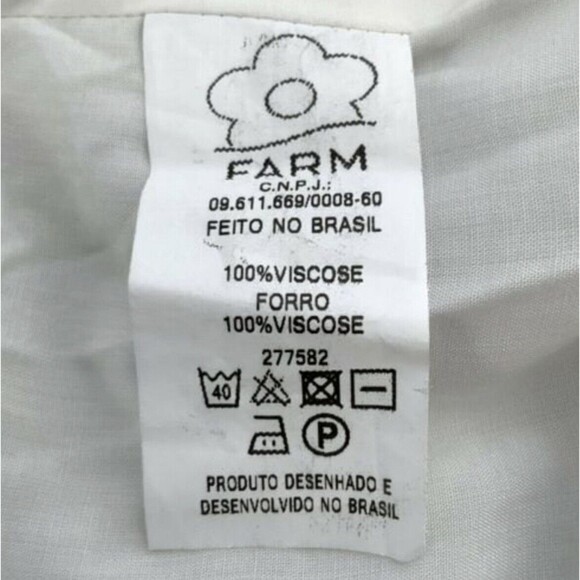 FARM
C.N.P.J.:
09.611.669/0008-60
FEITO NO BRASIL
100%VISCOSE
FORRO
100%VISCOSE
277582
40
P
PRODUTO DESENHADO E
DESENVOLVIDO NO BRASIL